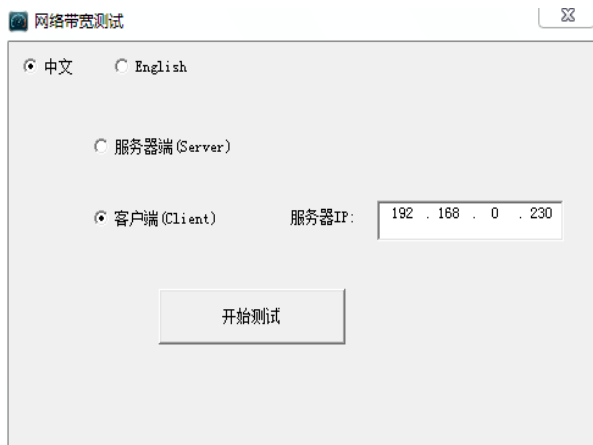 网络带宽测试
中文 English
服务器端(Server)
客户端(Client) 服务器IP: 192 . 168 . 0 . 230
开始测试